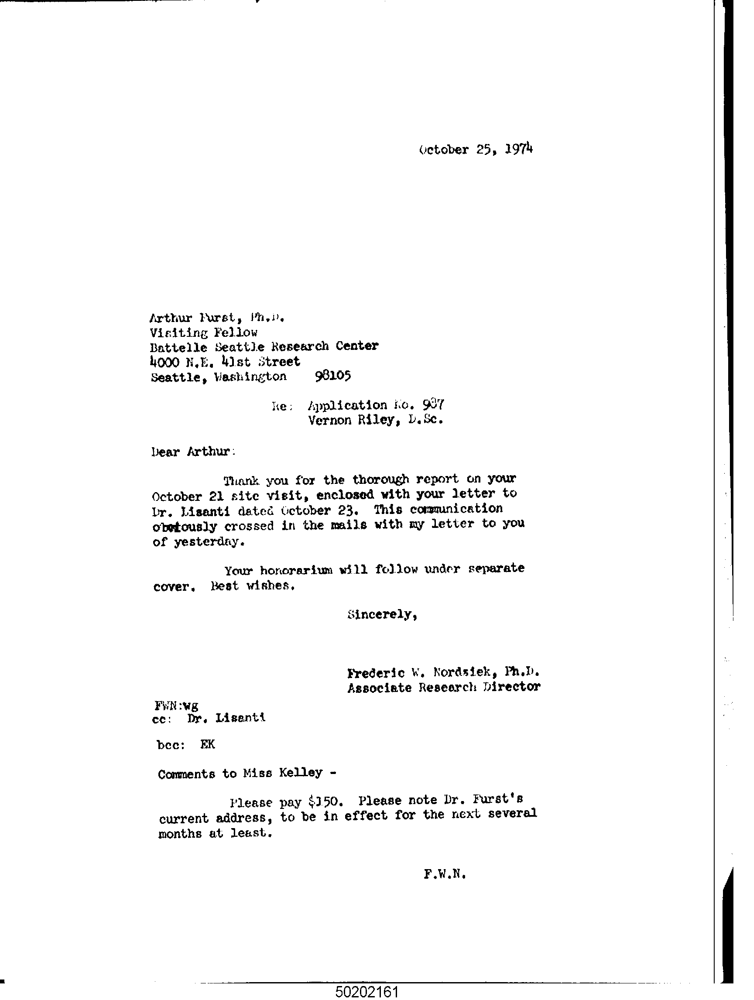 October 25, 1974
Arthur Furst, Ph.D.
Visiting Fellow
Battelle Seattle Research Center
4000 N.E. 41st Street
Seattle, Washington 98105
Re: Application No. 937
Vernon Riley, D.Sc.
Dear Arthur:
Thank you for the thorough report on your
October 21 site visit, enclosed with your letter to
Dr. Lisanti dated October 23. This communication
obviously crossed in the mails with my letter to you
of yesterday.
Your honorarium will follow under separate
cover. Best wishes.
Sincerely,
Frederic W. Nordsiek, Ph.D.
Associate Research Director
FWN:wg
cc: Dr. Lisanti
bcc: EK
Comments to Miss Kelley -
Please pay $150. Please note Dr. Furst's
current address, to be in effect for the next several
months at least.
F.W.N.
50202161